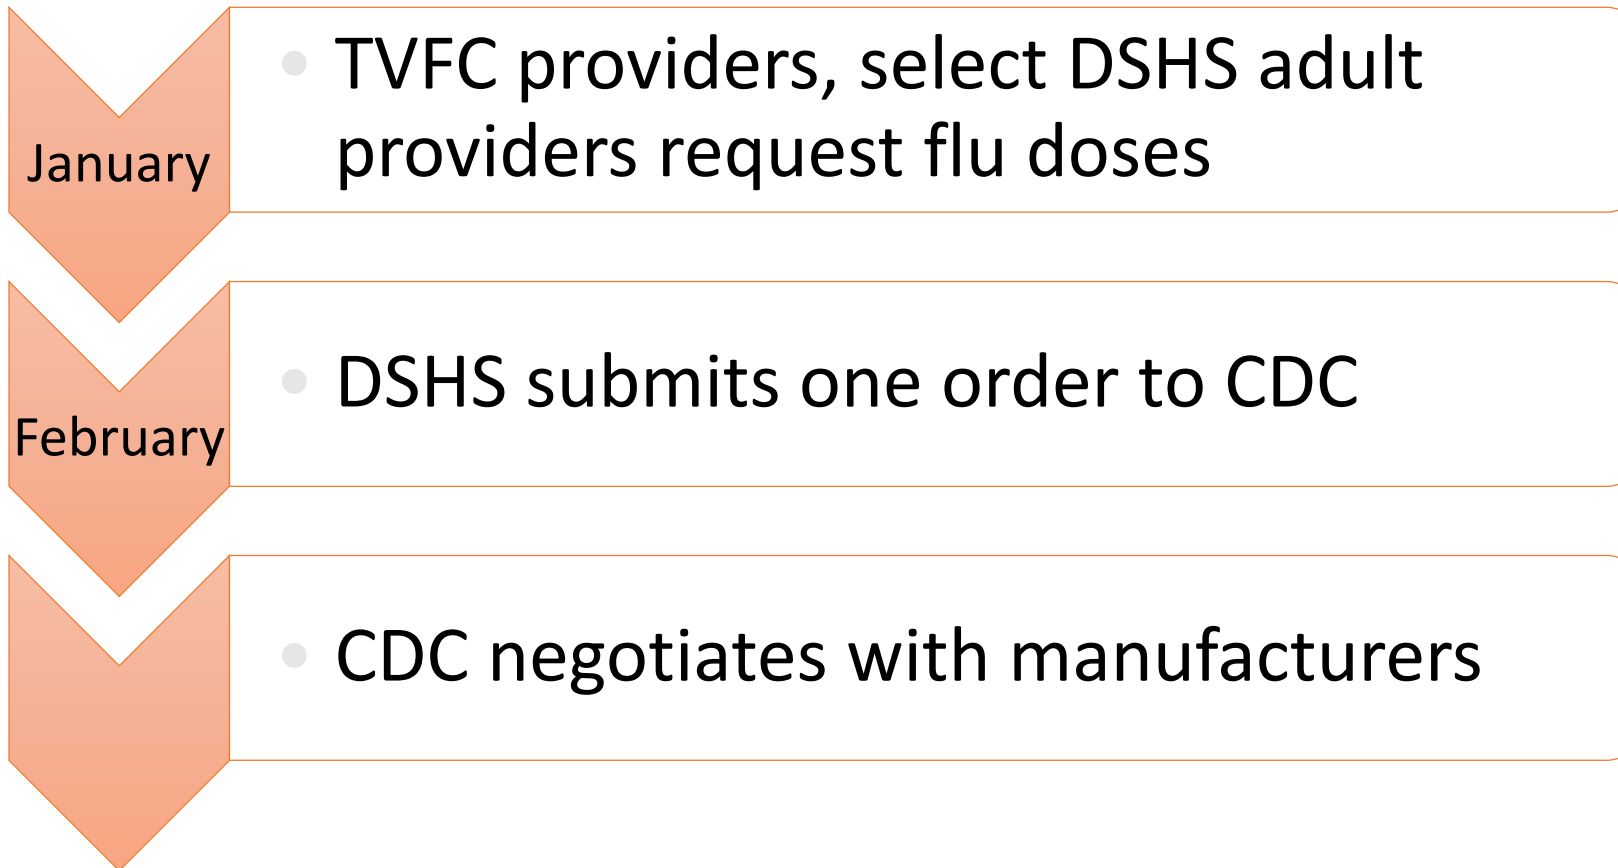 January
• TVFC providers, select DSHS adult
providers request flu doses
February
• DSHS submits one order to CDC
• CDC negotiates with manufacturers